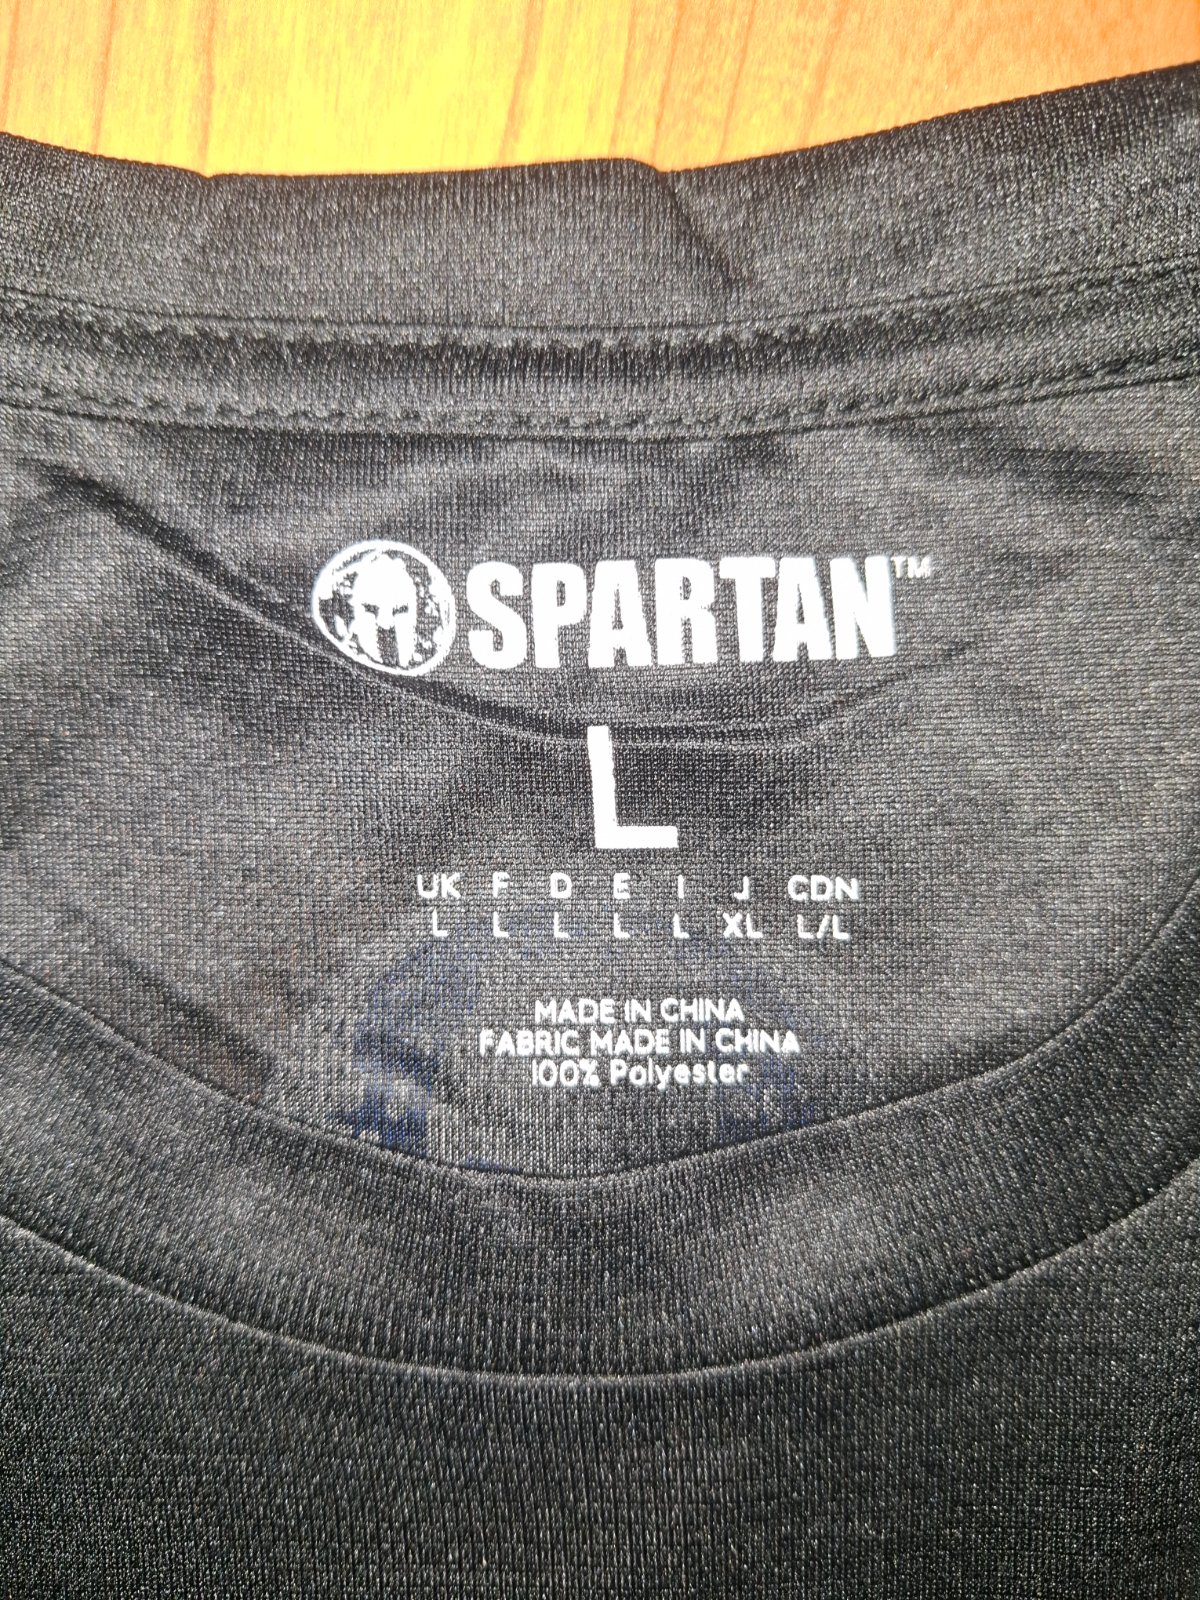 SPARTAN™
L
UK F D E I J CDN
L L L L L XL L/L
MADE IN CHINA
FABRIC MADE IN CHINA
100% Polyester